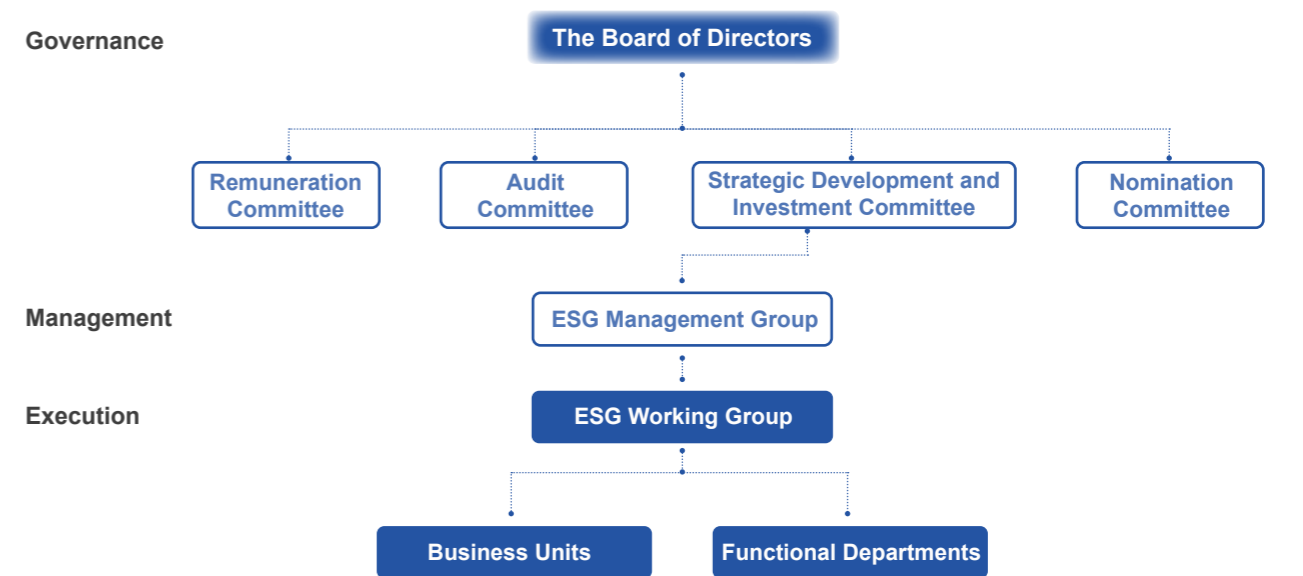 Governance
The Board of Directors
Remuneration
Committee
Audit
Committee
Strategic Development and
Investment Committee
Nomination
Committee
Management
ESG Management Group
Execution
ESG Working Group
Business Units
Functional Departments